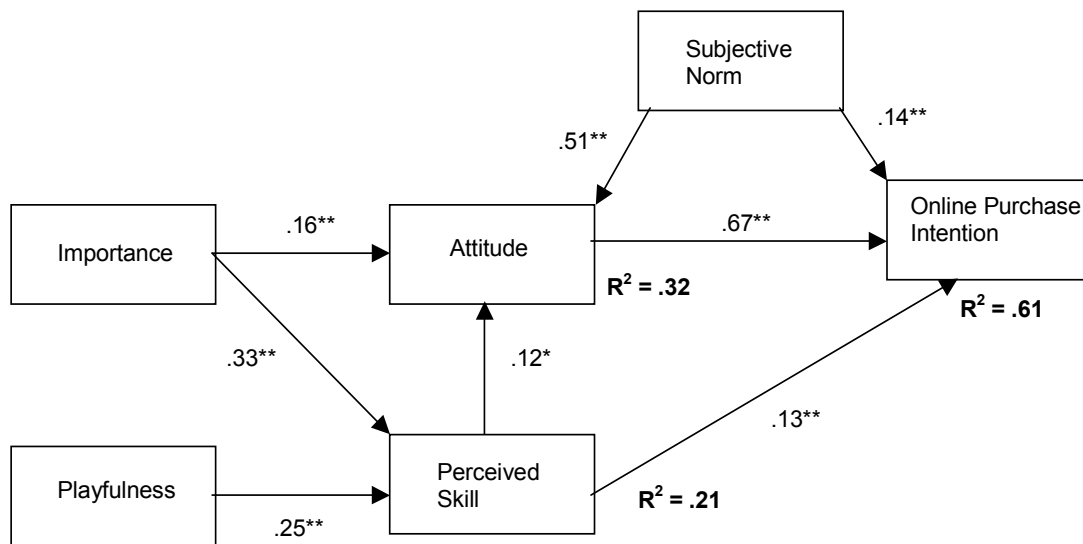 Subjective
Norm
.51**
.14**
Importance
.16**
Attitude
.67**
Online Purchase
Intention
R² = .32
R² = .61
.33**
.12*
.13**
Playfulness
.25**
Perceived
Skill
R² = .21